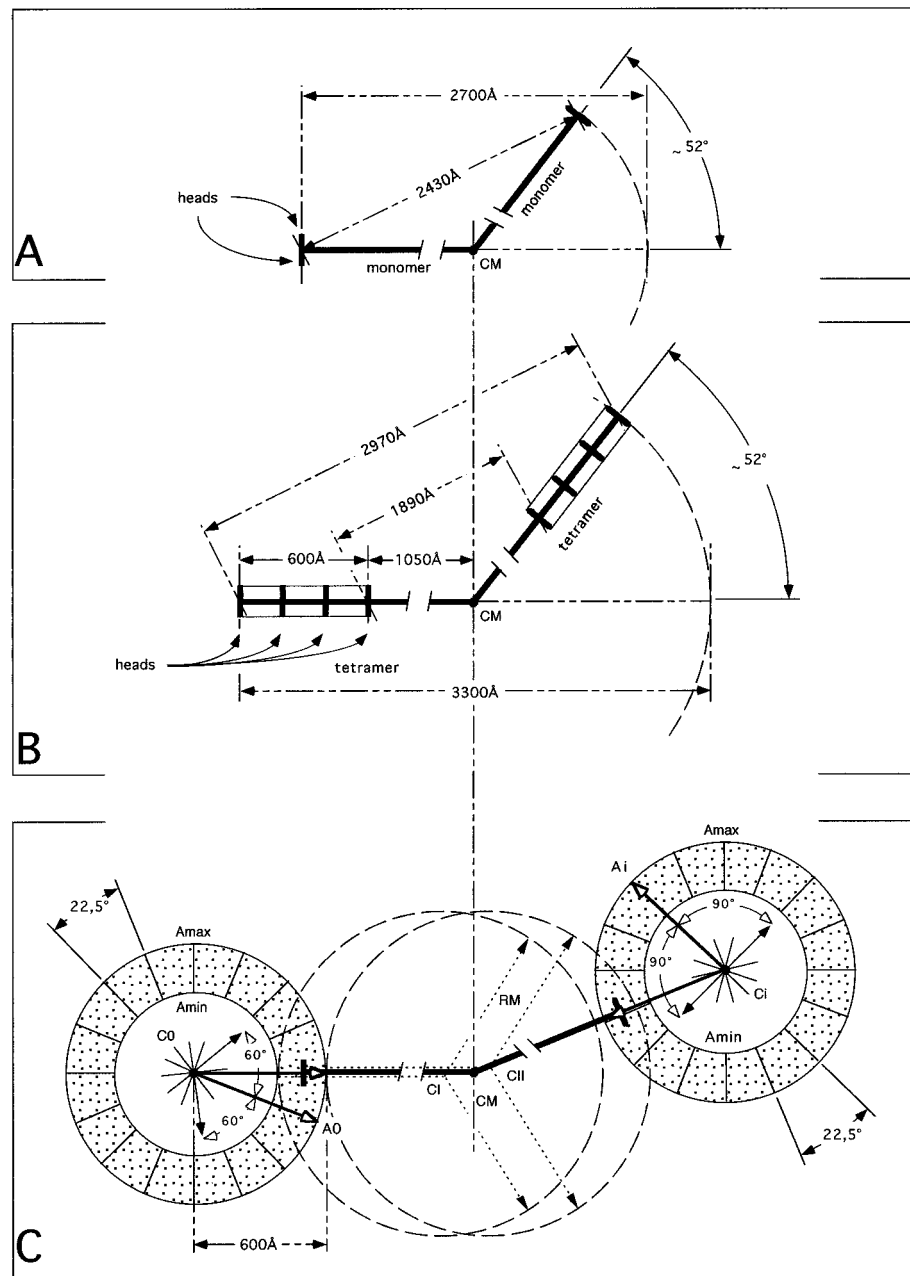 2700Å
~ 52°
2430Å
monomer
heads
monomer
CM
A
2970Å
~ 52°
1890Å
tetramer
600Å
1050Å
CM
heads
tetramer
3300Å
B
Amax
Ai
22,5°
90°
Amax
90°
RM
Ci
Amin
C0
60°
Amin
CI
CII
CM
60°
A0
22,5°
600Å
C